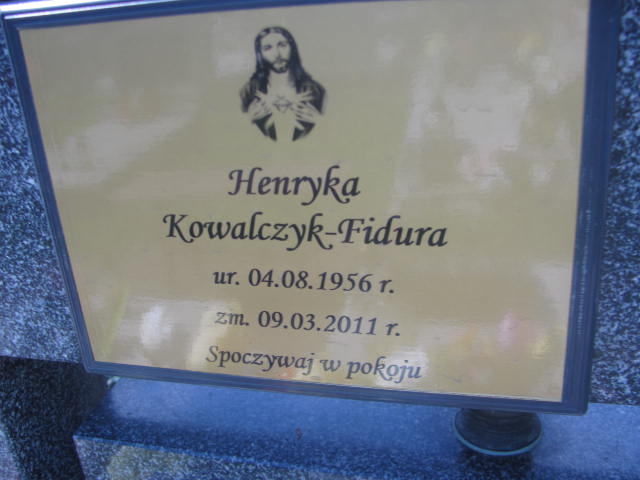 Henryka
Kowalczyk-Fidura
ur. 04.08.1956 r.
zm. 09.03.2011 r.
Spoczywaj w pokoju